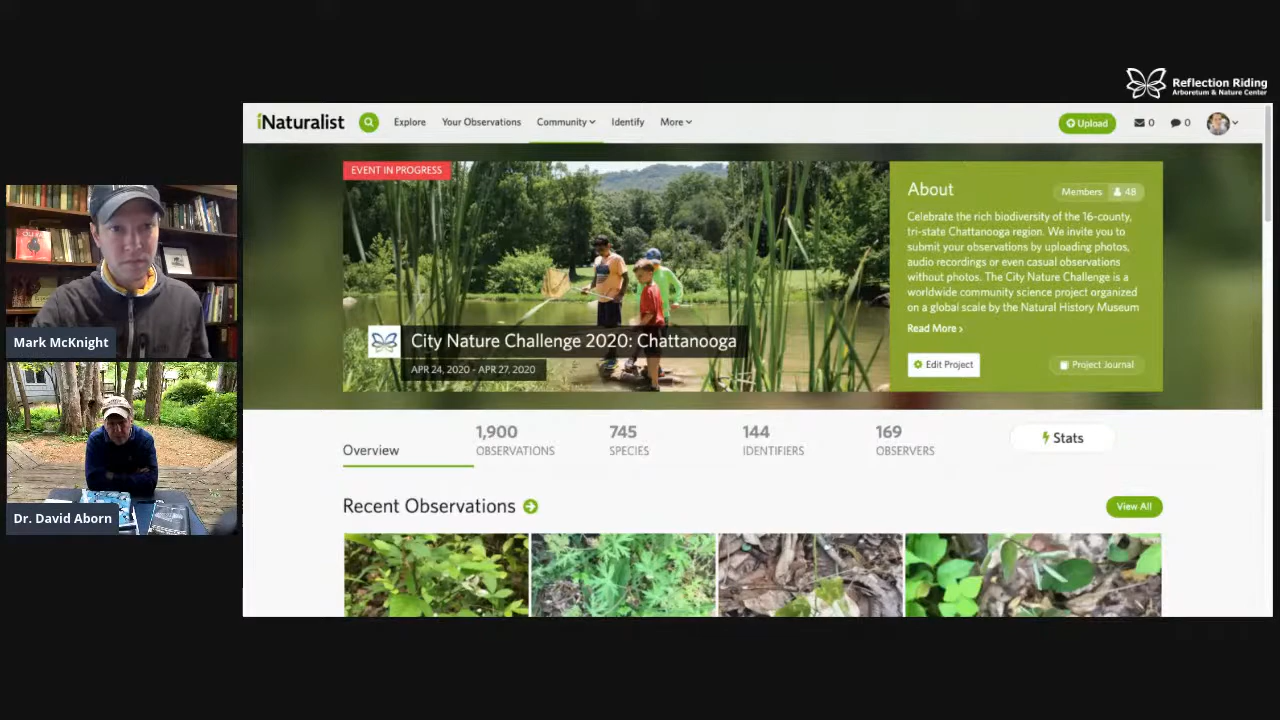 Reflection Riding
Arboretum & Nature Center
iNaturalist
Explore
Your Observations
Community
Identify
More
Upload
0
0
EVENT IN PROGRESS
City Nature Challenge 2020: Chattanooga
APR 24, 2020 - APR 27, 2020
About
Members 48
Celebrate the rich biodiversity of the 16-county,
tri-state Chattanooga region. We invite you to
submit your observations by uploading photos,
audio recordings or even casual observations
without photos. The City Nature Challenge is a
worldwide community science project organized
on a global scale by the Natural History Museum
Read More >
Edit Project
Project Journal
Mark McKnight
Dr. David Aborn
Overview
1,900
OBSERVATIONS
745
SPECIES
144
IDENTIFIERS
169
OBSERVERS
Stats
Recent Observations
View All